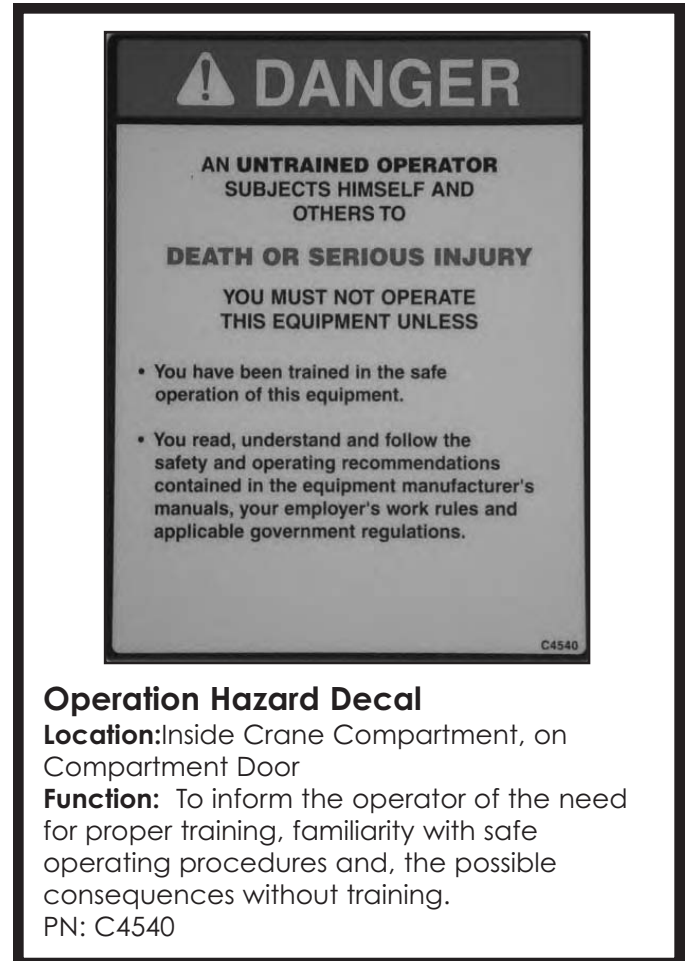 DANGER
AN UNTRAINED OPERATOR
SUBJECTS HIMSELF AND
OTHERS TO
DEATH OR SERIOUS INJURY
YOU MUST NOT OPERATE
THIS EQUIPMENT UNLESS
• You have been trained in the safe
operation of this equipment.
• You read, understand and follow the
safety and operating recommendations
contained in the equipment manufacturer's
manuals, your employer's work rules and
applicable government regulations.
C4540
Operation Hazard Decal
Location:Inside Crane Compartment, on
Compartment Door
Function: To inform the operator of the need
for proper training, familiarity with safe
operating procedures and, the possible
consequences without training.
PN: C4540